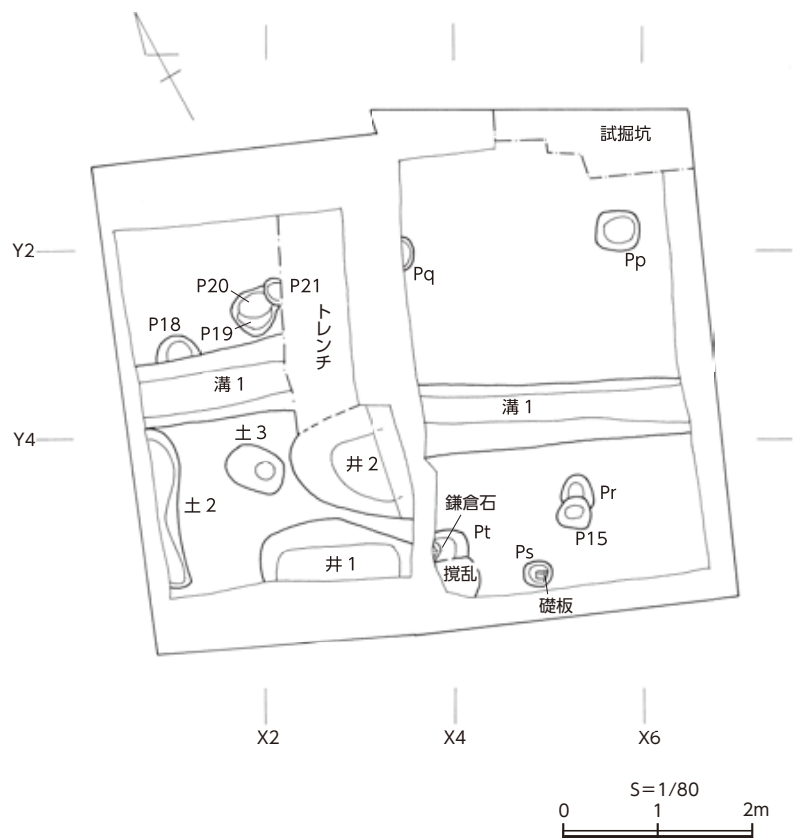 試掘坑
Y2
Pq
Pp
P20
P21
P18
P19
トレンチ
溝 1
溝 1
Y4
土 3
井 2
土 2
鎌倉石
Pt
Pr
P15
井 1
撹乱
Ps
礎板
X2
X4
X6
S＝1/80
0 1 2m